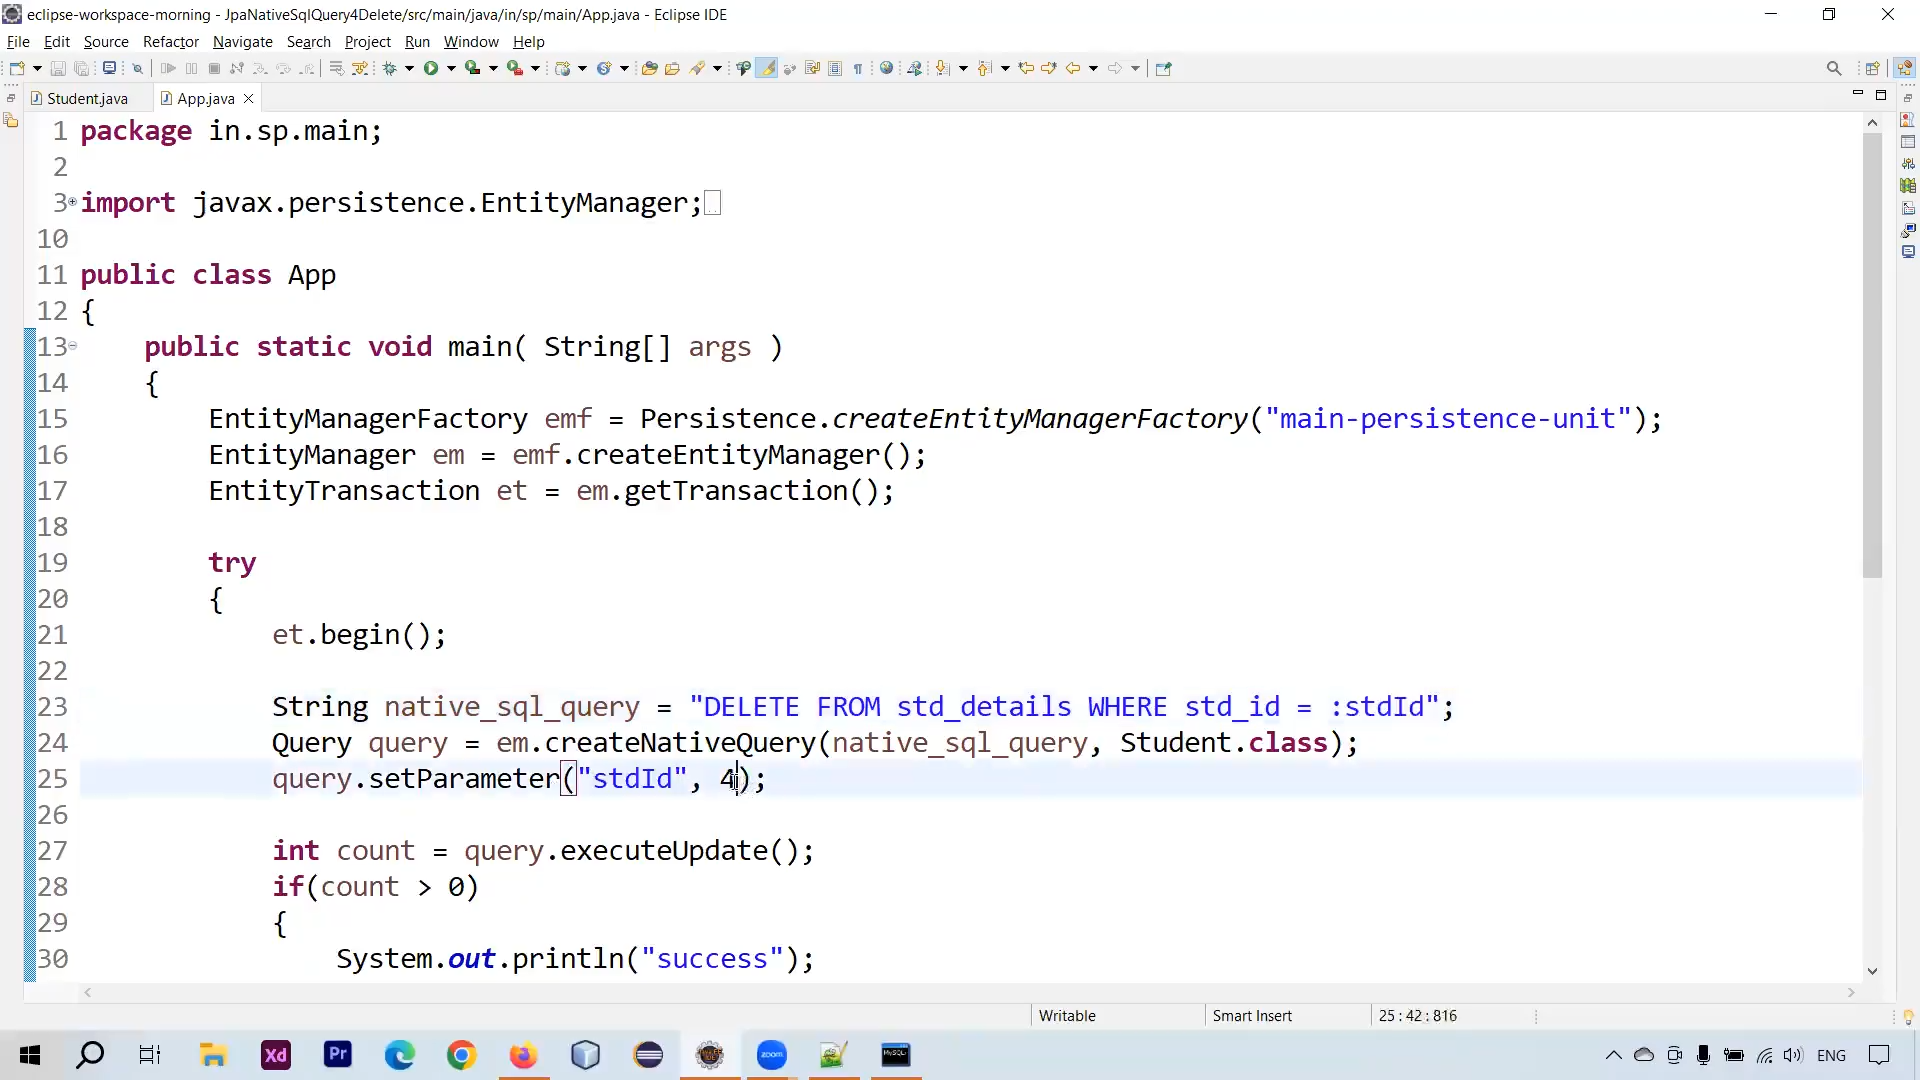 eclipse-workspace-morning - JpaNativeSqlQuery4Delete/src/main/java/in/sp/main/App.java - Eclipse IDE
File Edit Source Refactor Navigate Search Project Run Window Help
Student.java App.java
1 package in.sp.main;
2
3 import javax.persistence.EntityManager;
10
11 public class App
12 {
13 public static void main( String[] args )
14 {
15 EntityManagerFactory emf = Persistence.createEntityManagerFactory("main-persistence-unit");
16 EntityManager em = emf.createEntityManager();
17 EntityTransaction et = em.getTransaction();
18
19 try
20 {
21 et.begin();
22
23 String native_sql_query = "DELETE FROM std_details WHERE std_id = :stdId";
24 Query query = em.createNativeQuery(native_sql_query, Student.class);
25 query.setParameter("stdId", 4);
26
27 int count = query.executeUpdate();
28 if(count > 0)
29 {
30 System.out.println("success");
Writable Smart Insert 25 : 42 : 816
Xd Pr zoom MySQL ENG